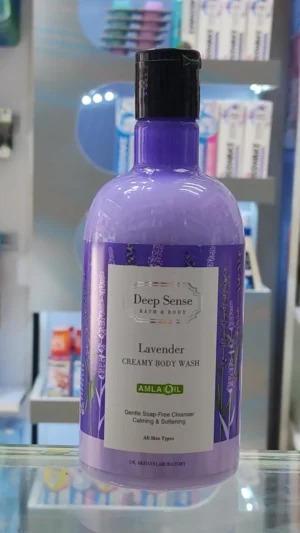 Deep Sense
BATH & BODY
Lavender
CREAMY BODY WASH
AMLA OIL
Gentle Soap-Free Cleanser
Calming & Softening
All Skin Types